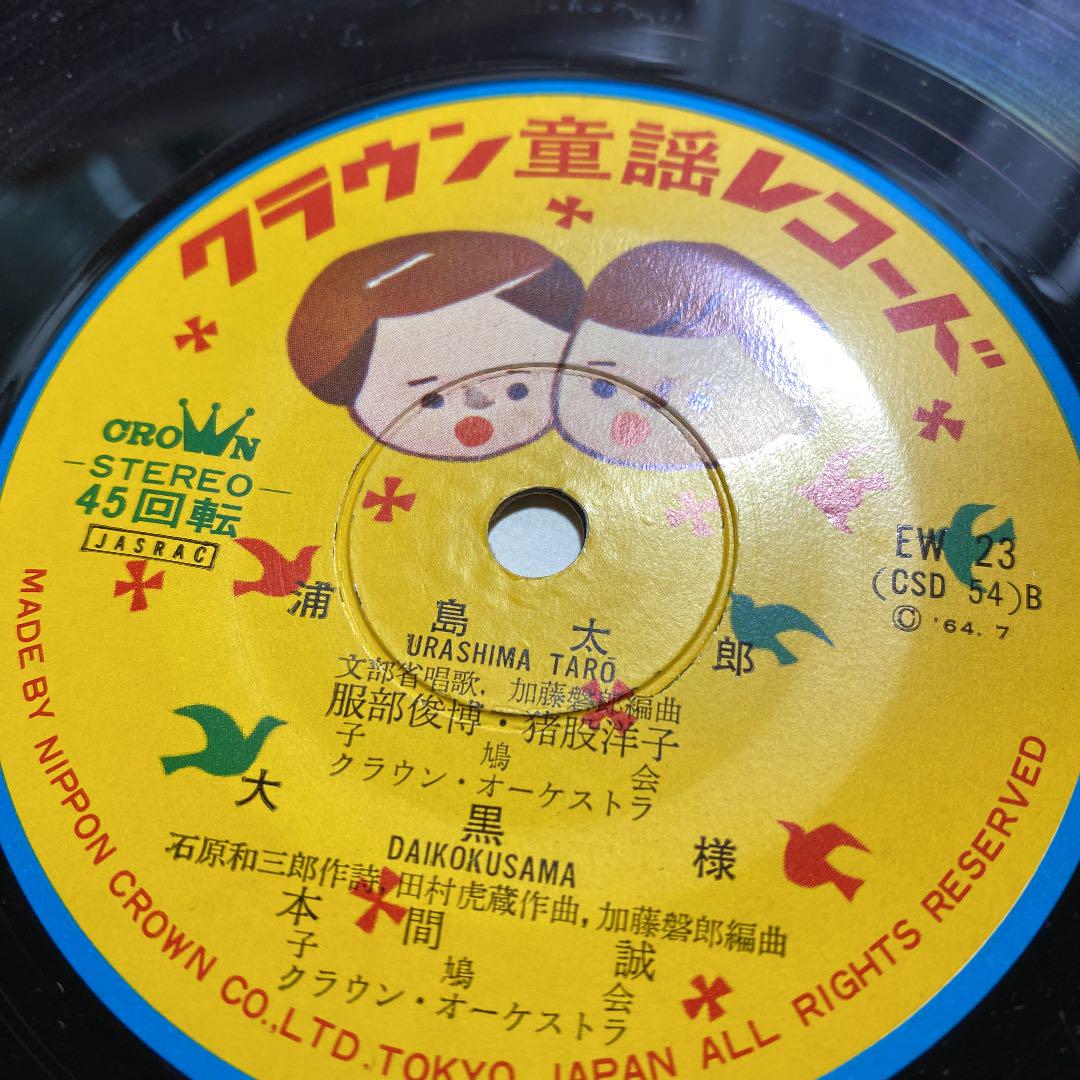 クラウン童謡レコード
CROWN
-STEREO-
45回転
JASRAC
EW 23
(CSD 54)B
© '64. 7
浦島太郎
URASHIMA TARŌ
文部省唱歌, 加藤磐郎編曲
服部俊博・猪股洋子
子鳩会
クラウン・オーケストラ
大黒様
DAIKOKUSAMA
石原和三郎作詩, 田村虎蔵作曲, 加藤磐郎編曲
本間誠
子鳩会
クラウン・オーケストラ
MADE BY NIPPON CROWN CO., LTD. TOKYO, JAPAN ALL RIGHTS RESERVED